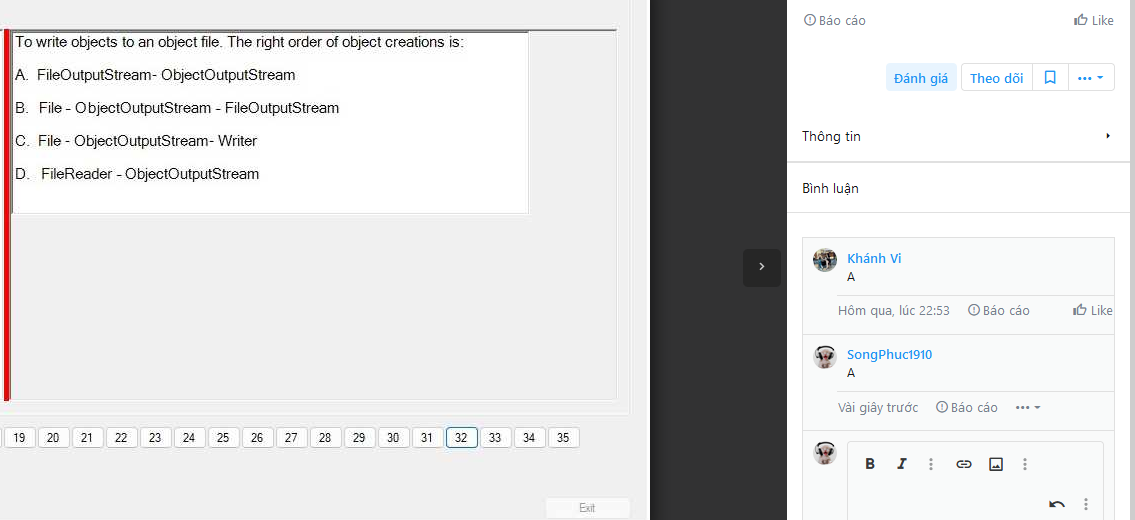 To write objects to an object file. The right order of object creations is:
A. FileOutputStream- ObjectOutputStream
B. File - ObjectOutputStream - FileOutputStream
C. File - ObjectOutputStream- Writer
D. FileReader - ObjectOutputStream
19 20 21 22 23 24 25 26 27 28 29 30 31 32 33 34 35
Exit
Báo cáo Like
Đánh giá Theo dõi
Thông tin
Bình luận
Khánh Vi
A
Hôm qua, lúc 22:53 Báo cáo Like
SongPhuc1910
A
Vài giây trước Báo cáo
B I